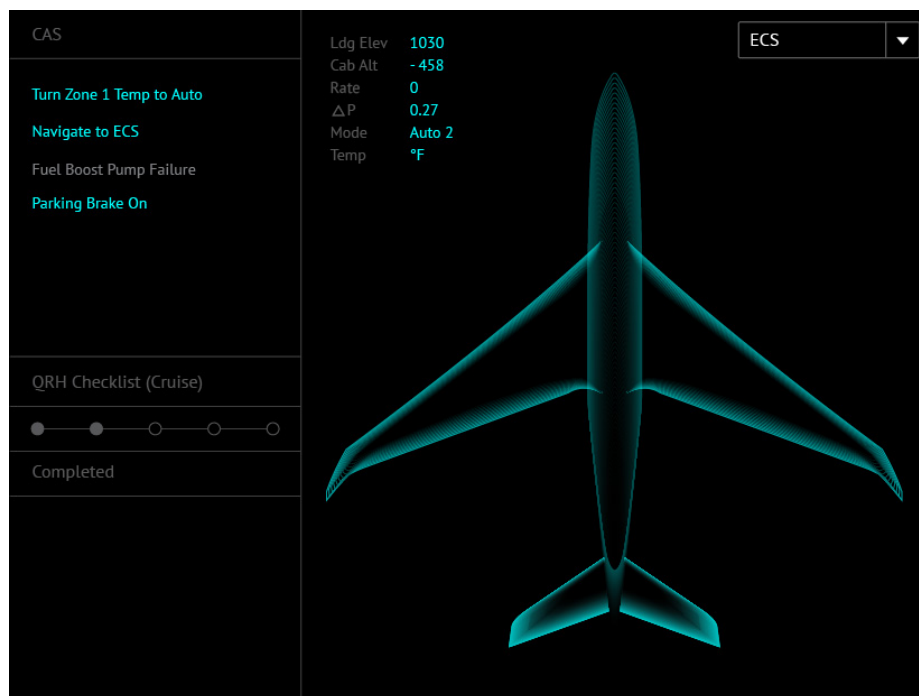 CAS
Turn Zone 1 Temp to Auto
Navigate to ECS
Fuel Boost Pump Failure
Parking Brake On
QRH Checklist (Cruise)
Completed
Ldg Elev 1030
Cab Alt - 458
Rate 0
△P 0.27
Mode Auto 2
Temp °F
ECS